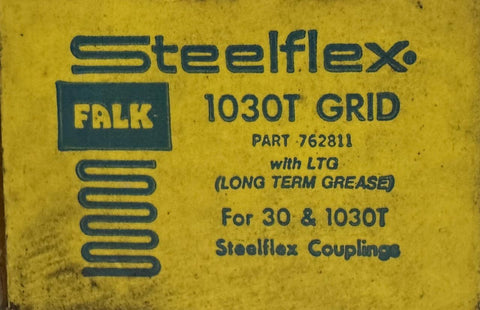 Steelflex®
FALK
1030T GRID
PART 762811
with LTG
(LONG TERM GREASE)
For 30 & 1030T
Steelflex Couplings